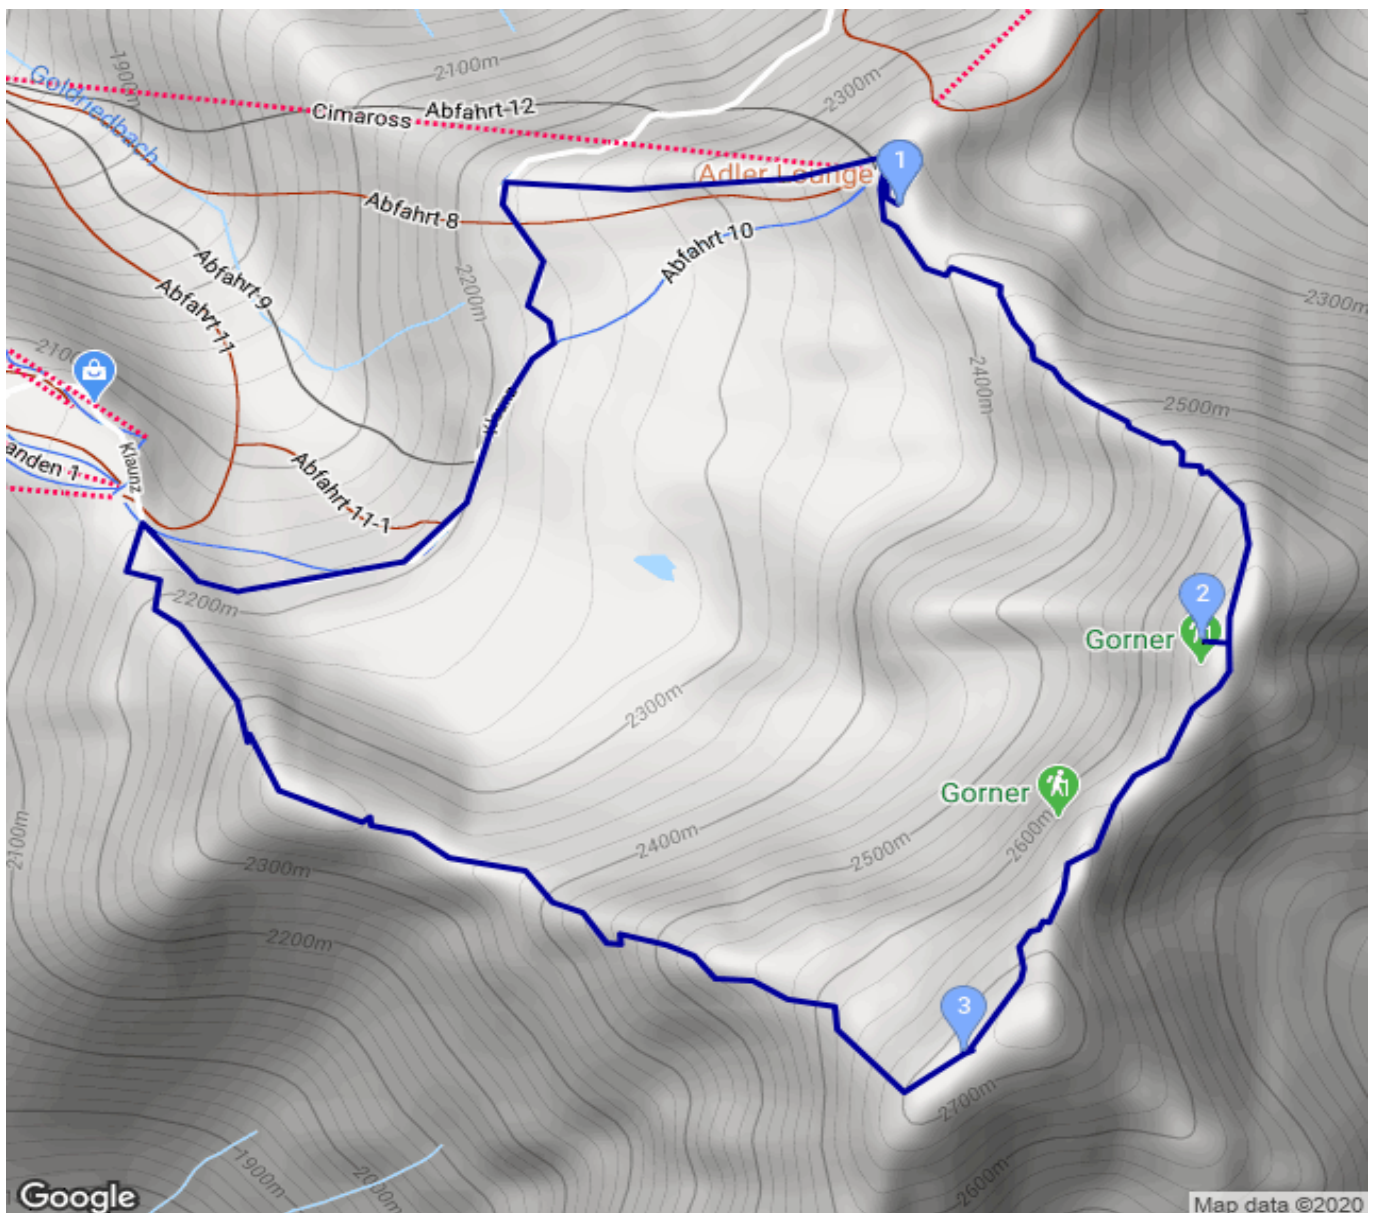 1900m
2100m
2300m
Goldriedbach
Cimaross
Abfahrt 12
1
Adler Lounge
Abfahrt 8
Abfahrt 10
Abfahrt 9
2200m
2300m
Abfahrt 11
2400m
2500m
Klaunz
anden 1
Klaunz
Abfahrt 11-1
2200m
2
Gorner
2300m
Gorner
2100m
2400m
2600m
2500m
2300m
2200m
3
2700m
1900m
2000m
2600m
Google
Map data ©2020